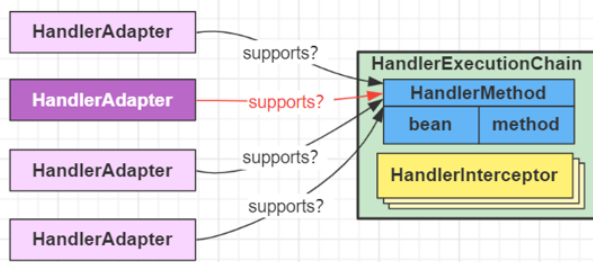 HandlerAdapter
supports?
HandlerExecutionChain
HandlerAdapter
supports?
HandlerMethod
bean
method
HandlerAdapter
supports?
HandlerInterceptor
supports?
HandlerAdapter